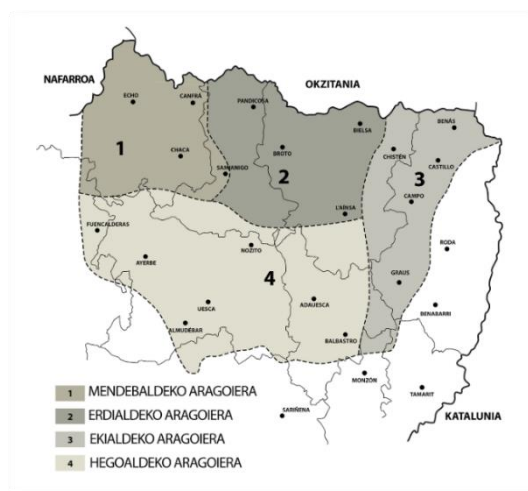 NAFARROA
OKZITANIA
ECHO
CANFRÁ
PANDICOSA
BIELSA
BENÁS
CHISTÉN
CASTILLO
BROTO
CHACA
1
SAMIANIGO
2
3
CAMPO
L'AÍNSA
FUENCALDERAS
NOZITO
RODA
AYERBE
4
GRAUS
UESCA
ADAUESCA
BENABARRI
ALMUDÉBAR
BALBASTRO
MONZÓN
TAMARIT
SARIÑENA
KATALUNIA
1 MENDEBALDEKO ARAGOIERA
2 ERDIALDEKO ARAGOIERA
3 EKIALDEKO ARAGOIERA
4 HEGOALDEKO ARAGOIERA